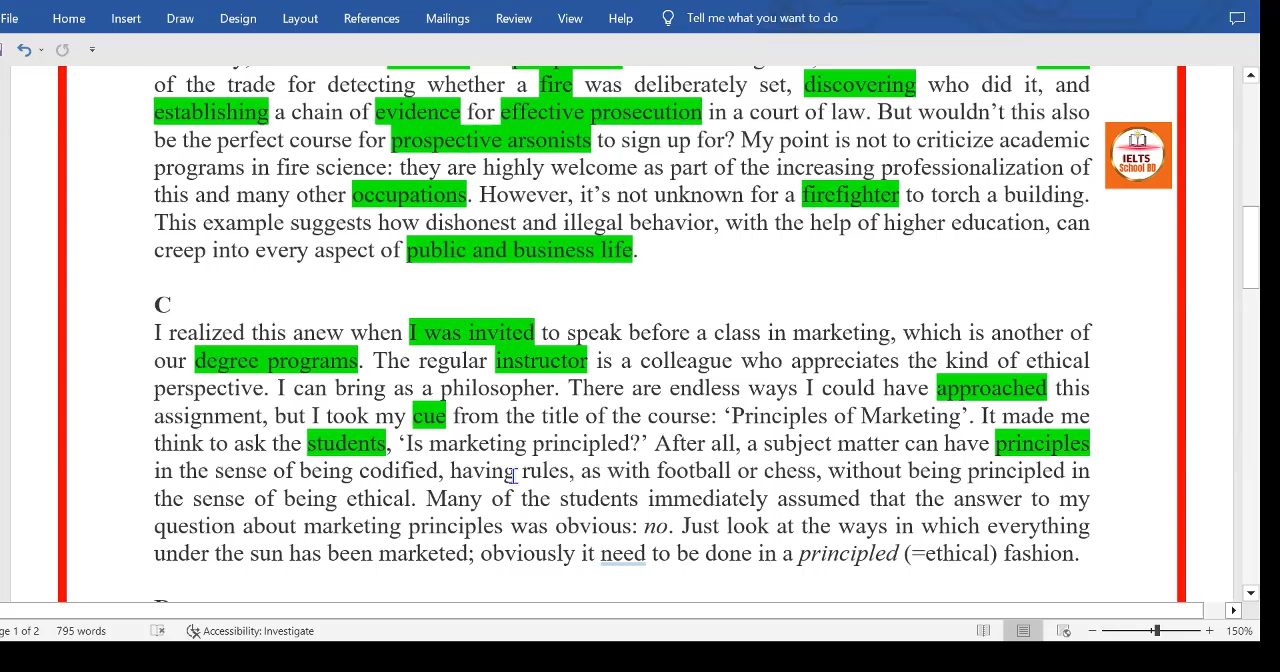 File Home Insert Draw Design Layout References Mailings Review View Help Tell me what you want to do
of the trade for detecting whether a fire was deliberately set, discovering who did it, and
establishing a chain of evidence for effective prosecution in a court of law. But wouldn’t this also
be the perfect course for prospective arsonists to sign up for? My point is not to criticize academic
programs in fire science: they are highly welcome as part of the increasing professionalization of
this and many other occupations. However, it’s not unknown for a firefighter to torch a building.
This example suggests how dishonest and illegal behavior, with the help of higher education, can
creep into every aspect of public and business life.
IELTS
School BD
C
I realized this anew when I was invited to speak before a class in marketing, which is another of
our degree programs. The regular instructor is a colleague who appreciates the kind of ethical
perspective. I can bring as a philosopher. There are endless ways I could have approached this
assignment, but I took my cue from the title of the course: ‘Principles of Marketing’. It made me
think to ask the students, ‘Is marketing principled?’ After all, a subject matter can have principles
in the sense of being codified, having rules, as with football or chess, without being principled in
the sense of being ethical. Many of the students immediately assumed that the answer to my
question about marketing principles was obvious: no. Just look at the ways in which everything
under the sun has been marketed; obviously it need to be done in a principled (=ethical) fashion.
ge 1 of 2 795 words Accessibility: Investigate 150%